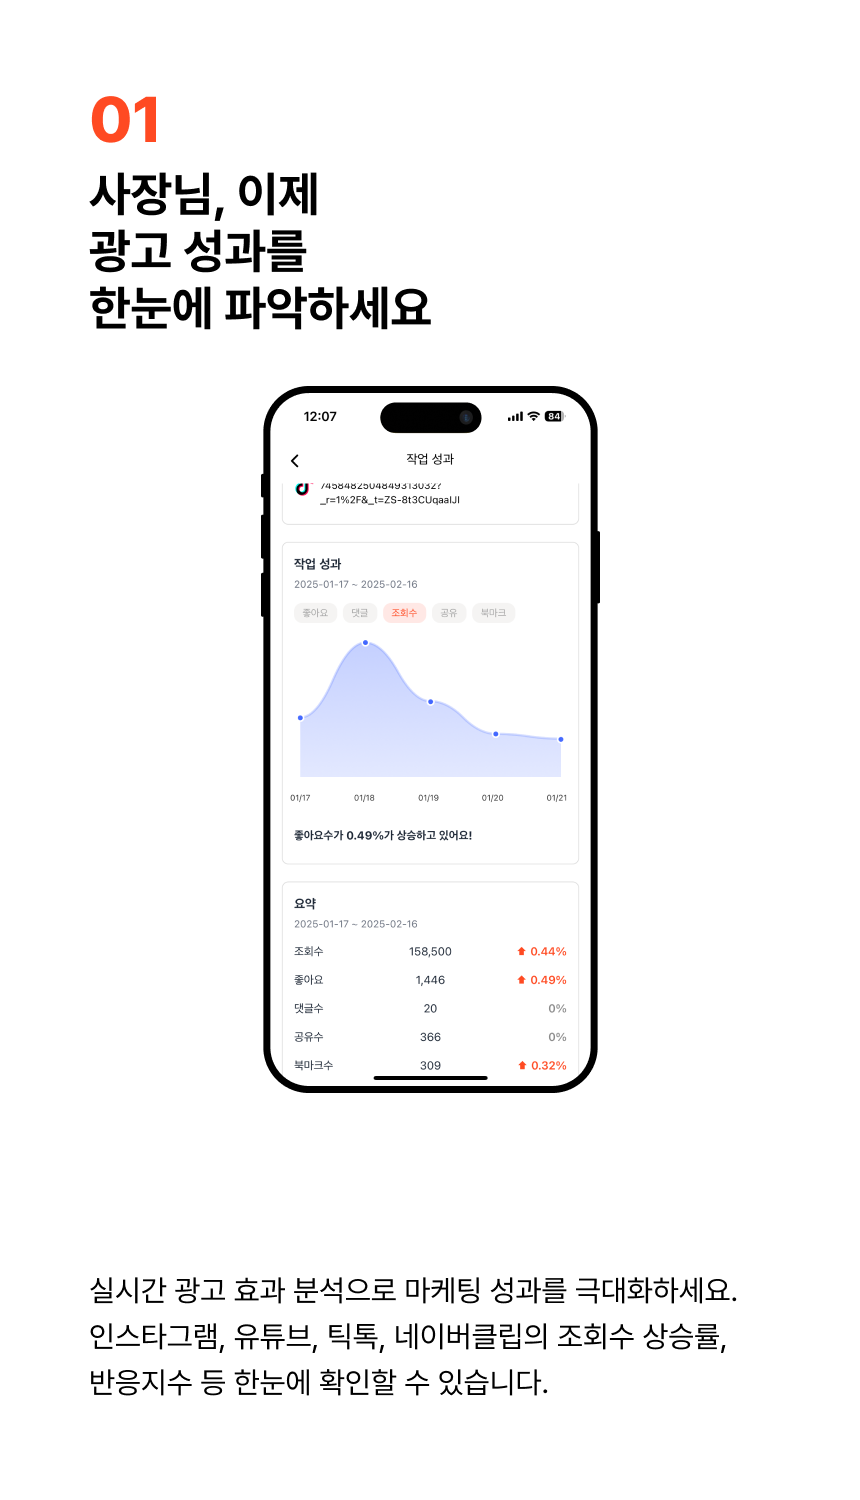 01
사장님, 이제
광고 성과를
한눈에 파악하세요
12:07
84
작업 성과
7458482504849313032?
_r=1%2F&_t=ZS-8t3CUqaaIJI
작업 성과
2025-01-17 ~ 2025-02-16
좋아요 댓글 조회수 공유 북마크
01/17 01/18 01/19 01/20 01/21
좋아요수가 0.49%가 상승하고 있어요!
요약
2025-01-17 ~ 2025-02-16
조회수 158,500 0.44%
좋아요 1,446 0.49%
댓글수 20 0%
공유수 366 0%
북마크수 309 0.32%
실시간 광고 효과 분석으로 마케팅 성과를 극대화하세요.
인스타그램, 유튜브, 틱톡, 네이버클립의 조회수 상승률,
반응지수 등 한눈에 확인할 수 있습니다.